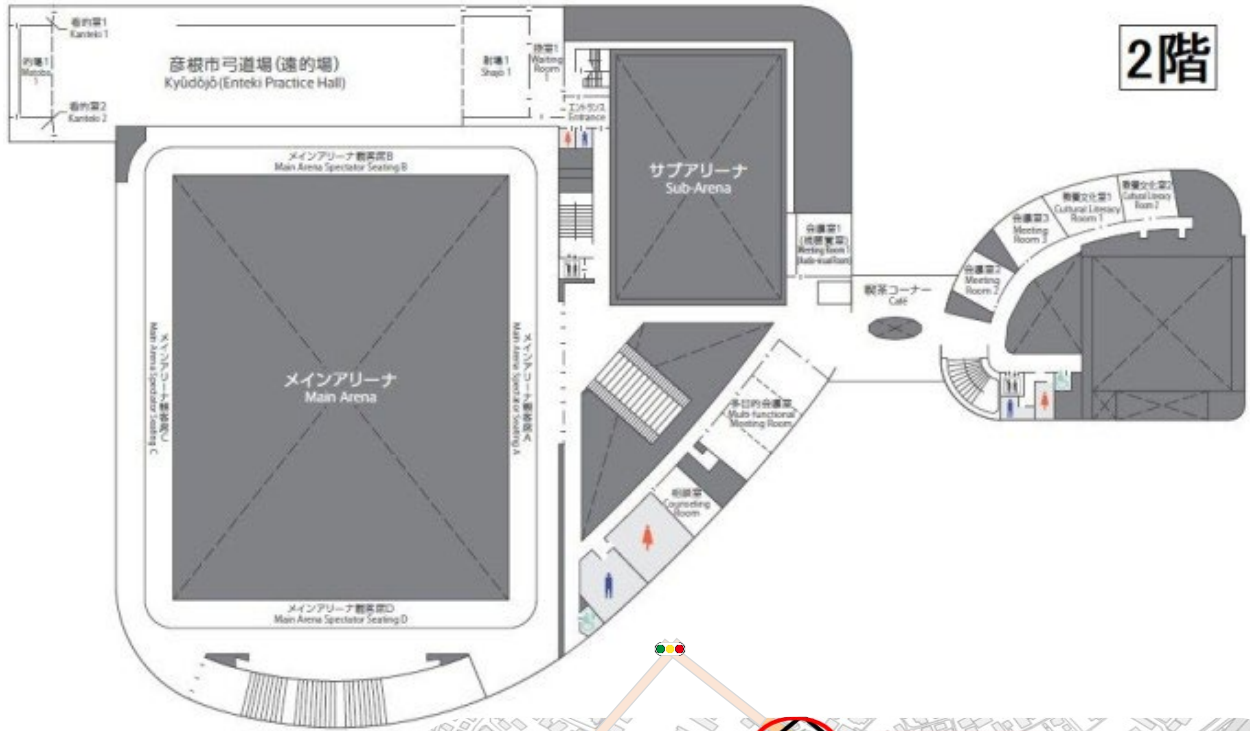 2階
看的室1
Kanteki 1
的場1
Matoba
1
看的室2
Kanteki 2
彦根市弓道場(遠的場)
Kyūdōjō(Enteki Practice Hall)
射場1
Shajō 1
控室1
Waiting
Room
1
エントランス
Entrance
メインアリーナ観客席B
Main Arena Spectator Seating B
サブアリーナ
Sub-Arena
会議室1
(視聴覚室)
Meeting Room 1
(Audio-visual Room)
喫茶コーナー
Café
会議室2
Meeting
Room 2
会議室3
Meeting
Room 3
教養文化室1
Cultural Literacy
Room 1
教養文化室2
Cultural Literacy
Room 2
メインアリーナ観客席C
Main Arena Spectator Seating C
メインアリーナ
Main Arena
メインアリーナ観客席A
Main Arena Spectator Seating A
多目的会議室
Multi-functional
Meeting Room
相談室
Counseling
Room
メインアリーナ観客席D
Main Arena Spectator Seating D